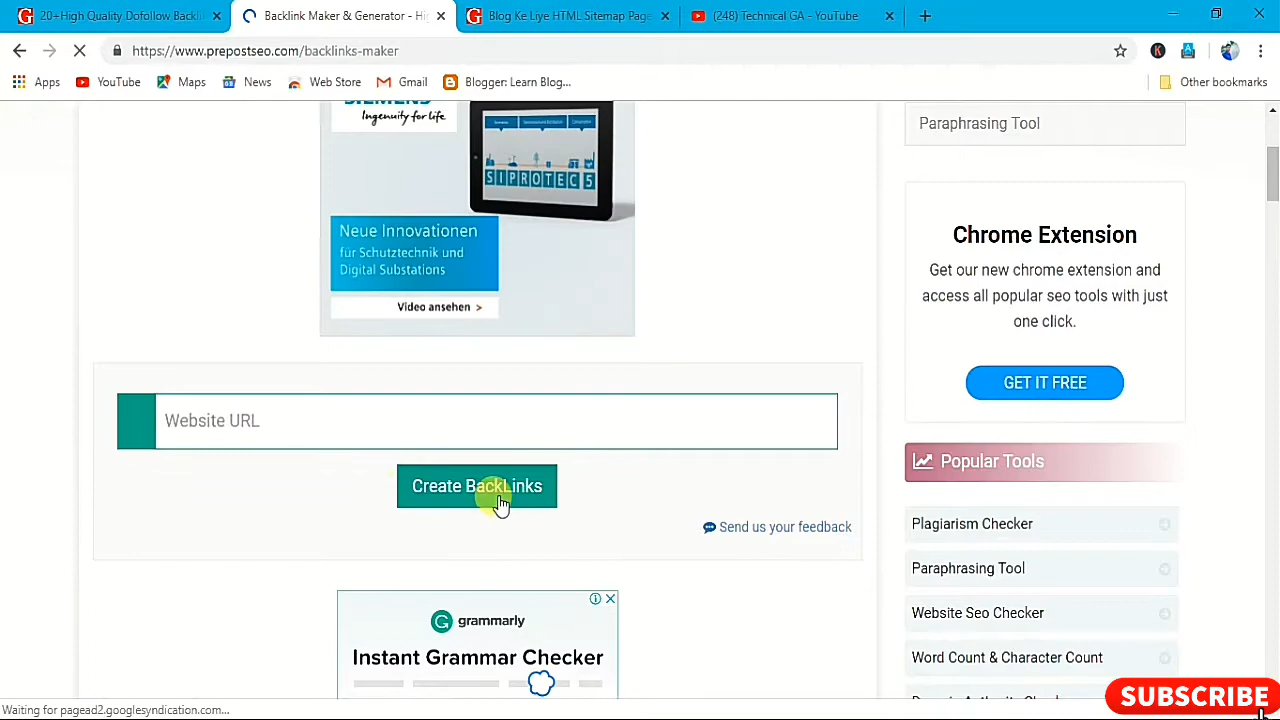 20+High Quality Dofollow Backli
Backlink Maker & Generator - Hi
Blog Ke Liye HTML Sitemap Page
(248) Technical GA - YouTube
https://www.prepostseo.com/backlinks-maker
Apps
YouTube
Maps
News
Web Store
Gmail
Blogger: Learn Blog...
Other bookmarks
SIEMENS
Ingenuity for life
SIPROTEC 5
Neue Innovationen
für Schutztechnik und
Digital Substations
Video ansehen >
Website URL
Create BackLinks
Send us your feedback
grammarly
Instant Grammar Checker
Paraphrasing Tool
Chrome Extension
Get our new chrome extension and
access all popular seo tools with just
one click.
GET IT FREE
Popular Tools
Plagiarism Checker
Paraphrasing Tool
Website Seo Checker
Word Count & Character Count
SUBSCRIBE
Waiting for pagead2.googlesyndication.com...